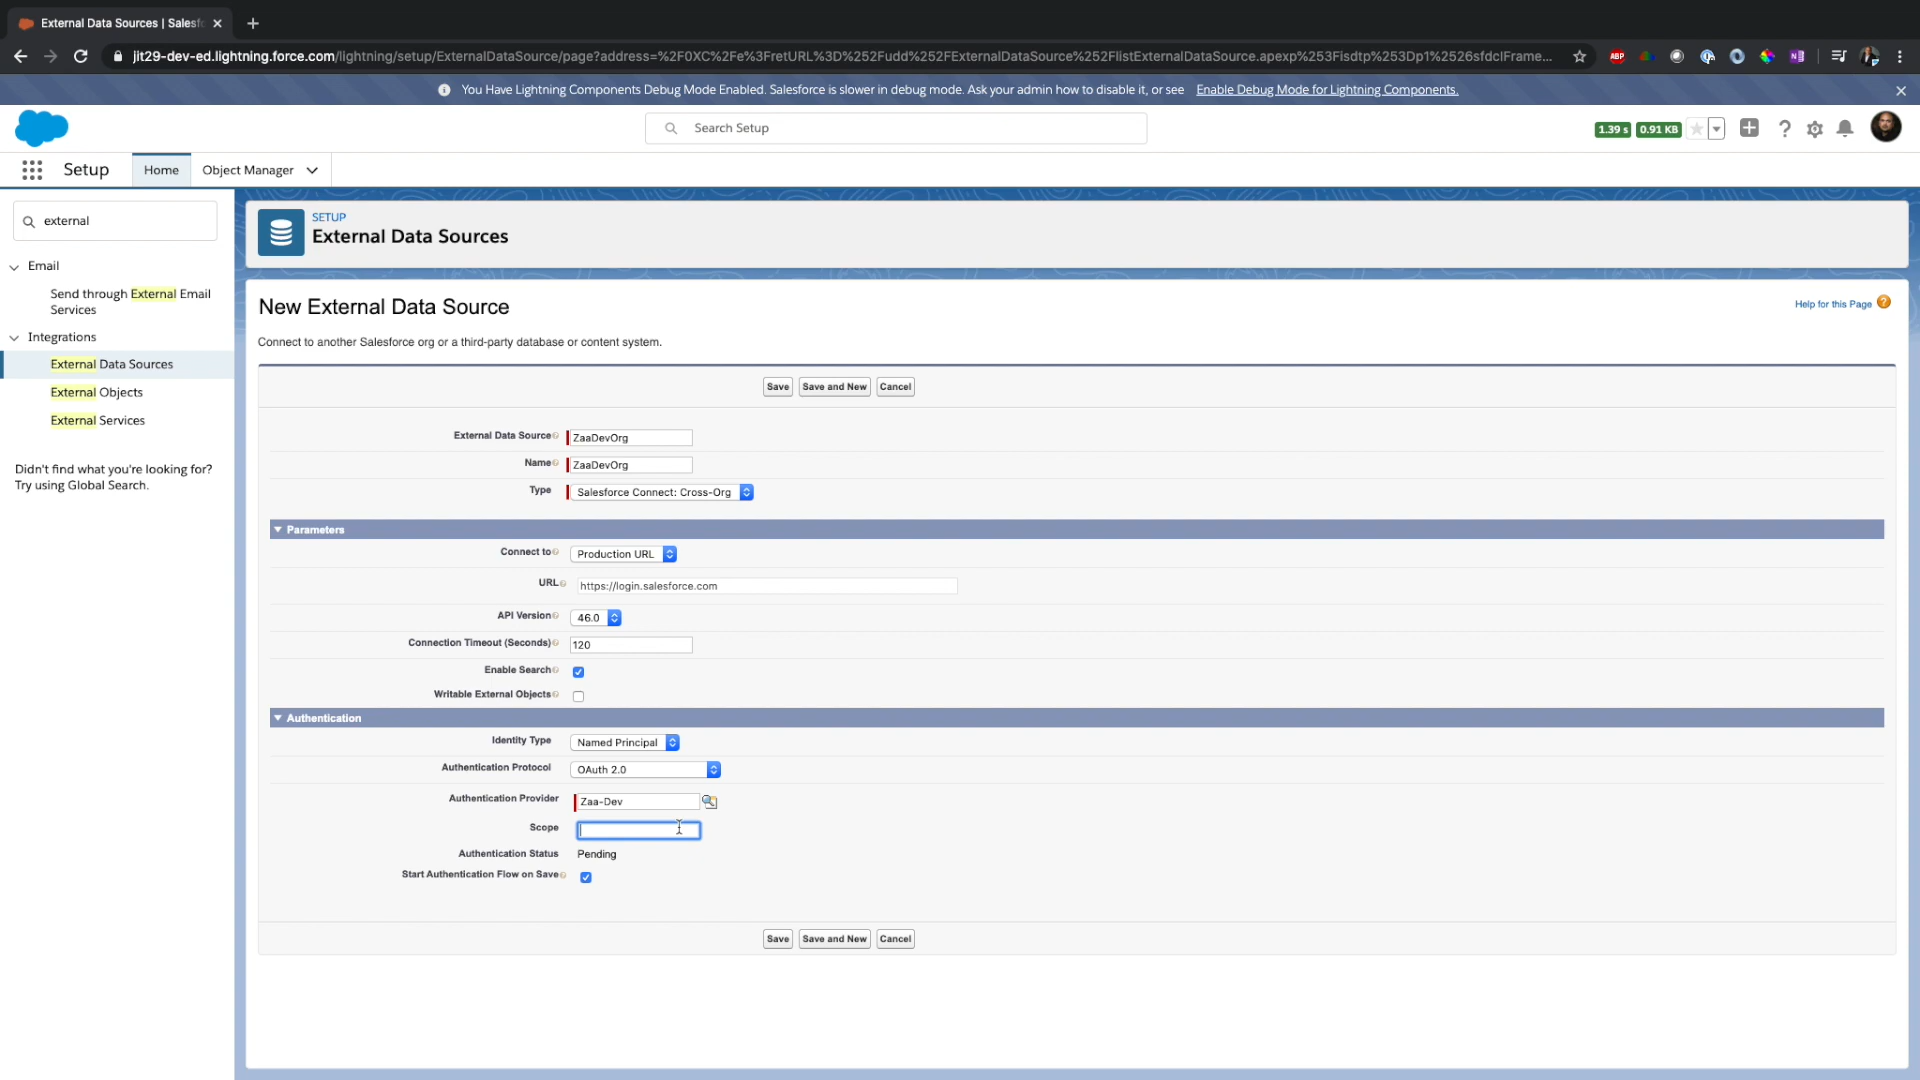 External Data Sources | Salesf
jit29-dev-ed.lightning.force.com/lightning/setup/ExternalDataSource/page?address=%2F0XC%2Fe%3FretURL%3D%252Fudd%252FExternalDataSource%252FlistExternalDataSource.apexp%253Fisdtp%253Dp1%2526sfdcIFrame...
ABP
You Have Lightning Components Debug Mode Enabled. Salesforce is slower in debug mode. Ask your admin how to disable it, or see Enable Debug Mode for Lightning Components.
Search Setup
1.39 s 0.91 KB
Setup Home Object Manager
external
SETUP
External Data Sources
Email
Send through External Email
Services
Integrations
External Data Sources
External Objects
External Services
Didn't find what you're looking for?
Try using Global Search.
New External Data Source
Help for this Page
Connect to another Salesforce org or a third-party database or content system.
Save Save and New Cancel
External Data Source ZaaDevOrg
Name ZaaDevOrg
Type Salesforce Connect: Cross-Org
Parameters
Connect to Production URL
URL https://login.salesforce.com
API Version 46.0
Connection Timeout (Seconds) 120
Enable Search
Writable External Objects
Authentication
Identity Type Named Principal
Authentication Protocol OAuth 2.0
Authentication Provider Zaa-Dev
Scope
Authentication Status Pending
Start Authentication Flow on Save
Save Save and New Cancel